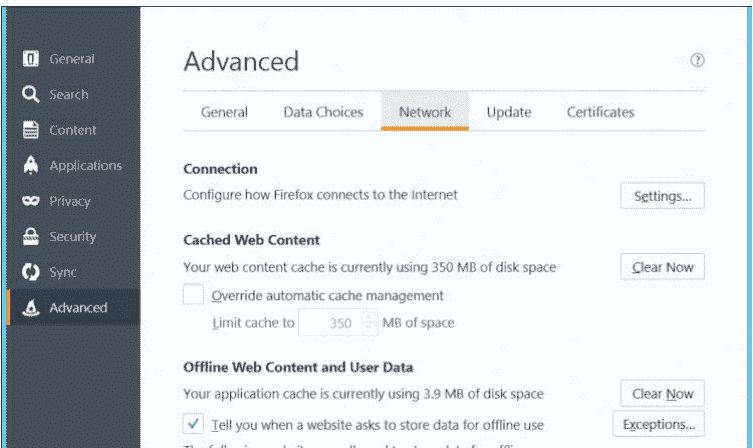 General
Search
Content
Applications
Privacy
Security
Sync
Advanced
Advanced
?
General Data Choices Network Update Certificates
Connection
Configure how Firefox connects to the Internet Settings...
Cached Web Content
Your web content cache is currently using 350 MB of disk space Clear Now
Override automatic cache management
Limit cache to 350 MB of space
Offline Web Content and User Data
Your application cache is currently using 3.9 MB of disk space Clear Now
Tell you when a website asks to store data for offline use Exceptions...